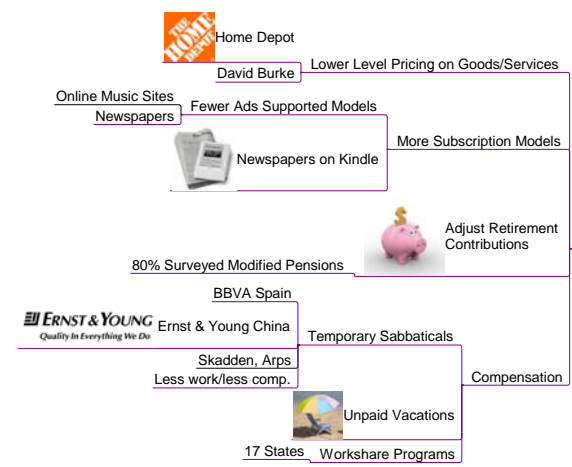 THE HOME DEPOT
Home Depot
David Burke
Lower Level Pricing on Goods/Services
Online Music Sites
Newspapers
Fewer Ads Supported Models
Newspapers on Kindle
More Subscription Models
Adjust Retirement
Contributions
80% Surveyed Modified Pensions
BBVA Spain
ERNST & YOUNG
Quality In Everything We Do
Ernst & Young China
Skadden, Arps
Less work/less comp.
Temporary Sabbaticals
Unpaid Vacations
17 States
Workshare Programs
Compensation